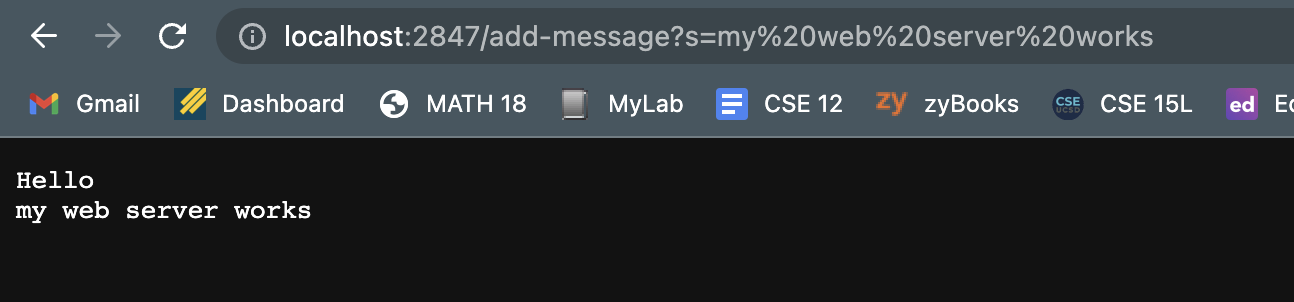 localhost:2847/add-message?s=my%20web%20server%20works
Gmail Dashboard MATH 18 MyLab CSE 12 zy zyBooks CSE UCSD CSE 15L ed
Hello
my web server works